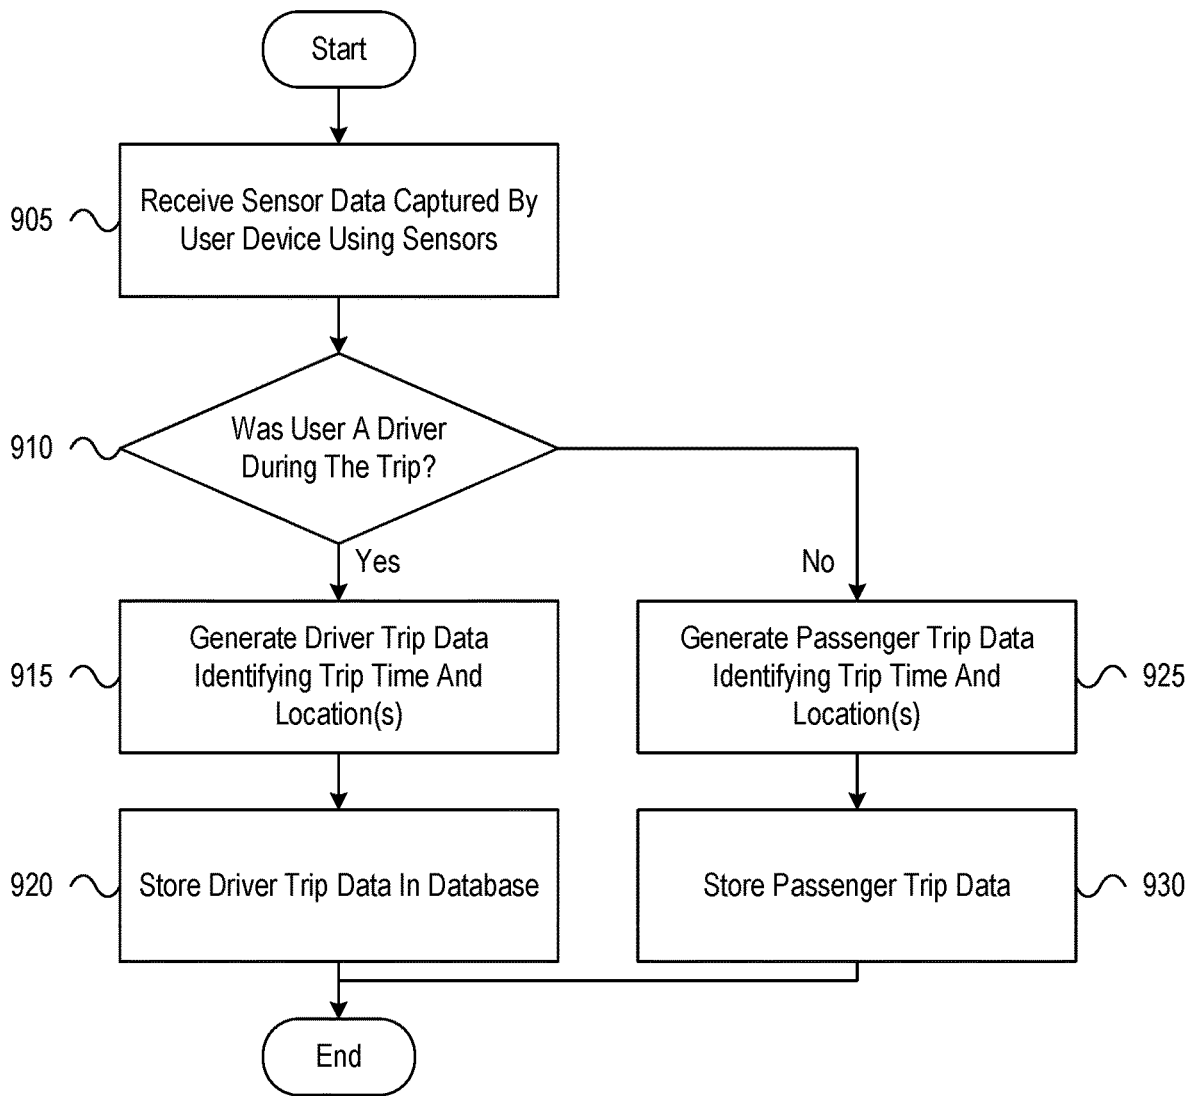 Start
905
Receive Sensor Data Captured By
User Device Using Sensors
910
Was User A Driver
During The Trip?
Yes
No
915
Generate Driver Trip Data
Identifying Trip Time And
Location(s)
Generate Passenger Trip Data
Identifying Trip Time And
Location(s)
925
920
Store Driver Trip Data In Database
Store Passenger Trip Data
930
End